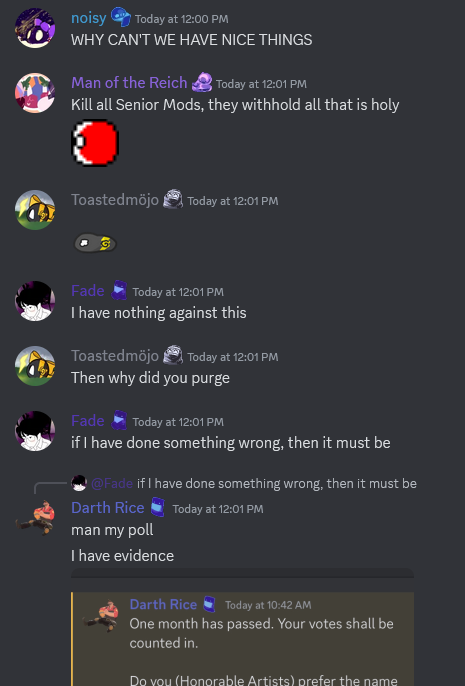 noisy Today at 12:00 PM
WHY CAN'T WE HAVE NICE THINGS
Man of the Reich Today at 12:01 PM
Kill all Senior Mods, they withhold all that is holy
Toastedmöjo Today at 12:01 PM
Fade Today at 12:01 PM
I have nothing against this
Toastedmöjo Today at 12:01 PM
Then why did you purge
Fade Today at 12:01 PM
if I have done something wrong, then it must be
@Fade if I have done something wrong, then it must be
Darth Rice Today at 12:01 PM
man my poll
I have evidence
Darth Rice Today at 10:42 AM
One month has passed. Your votes shall be
counted in.
Do you (Honorable Artists) prefer the name